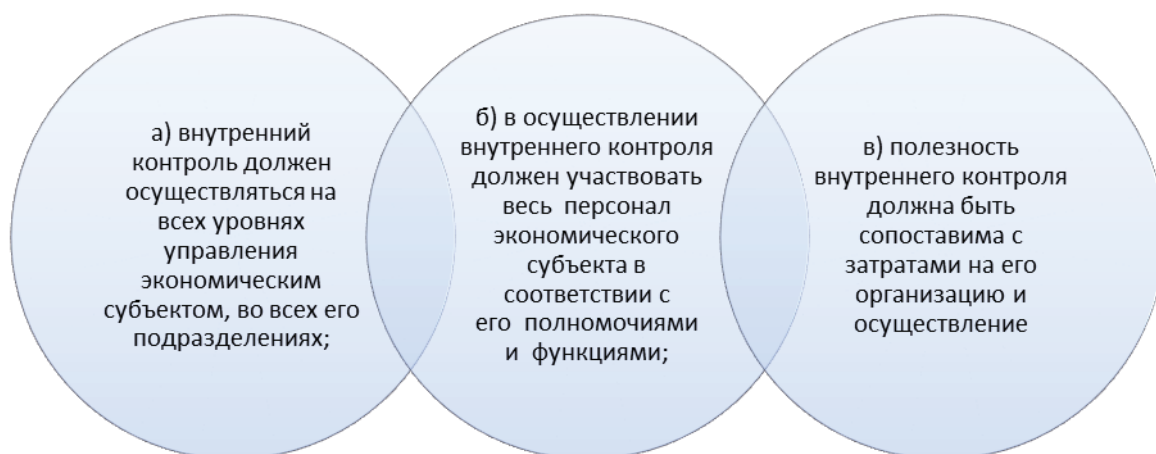 а) внутренний
контроль должен
осуществляться на
всех уровнях
управления
экономическим
субъектом, во всех его
подразделениях;
б) в осуществлении
внутреннего контроля
должен участвовать
весь персонал
экономического
субъекта в
соответствии с
его полномочиями
и функциями;
в) полезность
внутреннего контроля
должна быть
сопоставима с
затратами на его
организацию и
осуществление